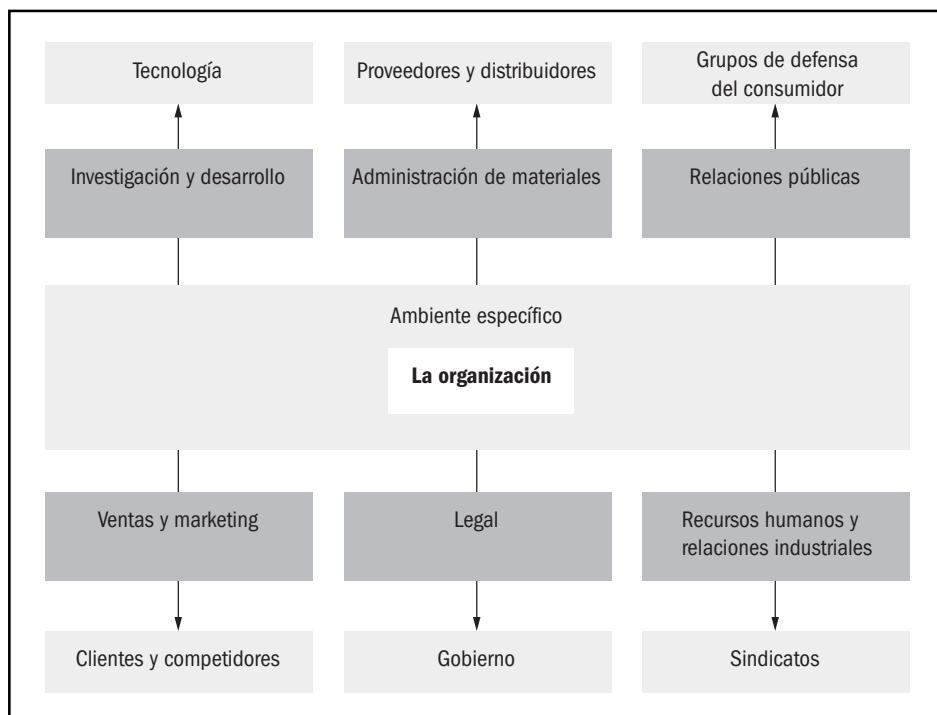 Tecnología
Proveedores y distribuidores
Grupos de defensa
del consumidor
Investigación y desarrollo
Administración de materiales
Relaciones públicas
Ambiente específico
La organización
Ventas y marketing
Legal
Recursos humanos y
relaciones industriales
Clientes y competidores
Gobierno
Sindicatos